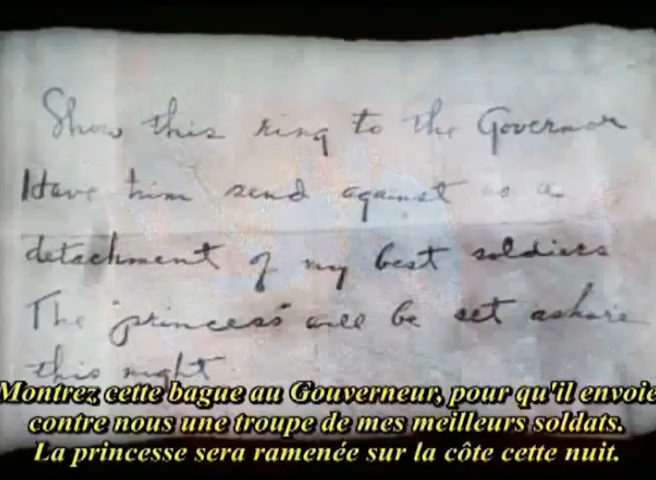 Show this ring to the Governor
Have him send against us a
detachment of my best soldiers
The "princess" will be set ashore
this night
Montrez cette bague au Gouverneur, pour qu'il envoie
contre nous une troupe de mes meilleurs soldats.
La princesse sera ramenée sur la côte cette nuit.